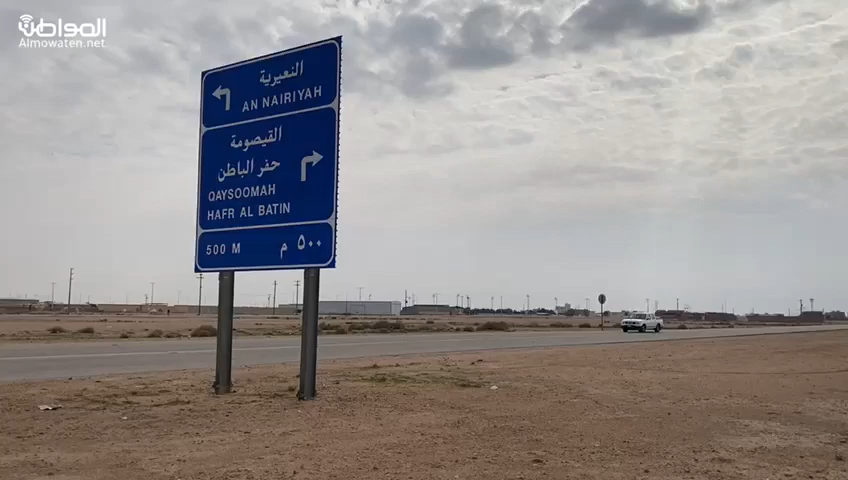 المواطن
Almowaten.net
النعيرية
AN NAIRIYAH
القيصومة
حفر الباطن
QAYSOOMAH
HAFR AL BATIN
500 M ٥٠٠ م